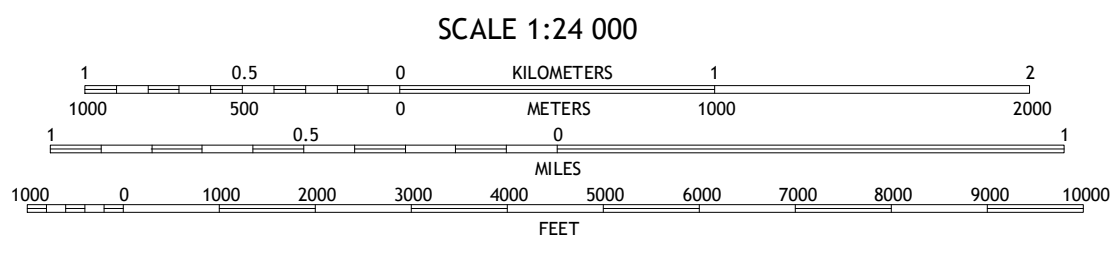 SCALE 1:24 000
1 0.5 0 KILOMETERS 1 2
1000 500 0 METERS 1000 2000
1 0.5 0 1
MILES
1000 0 1000 2000 3000 4000 5000 6000 7000 8000 9000 10000
FEET